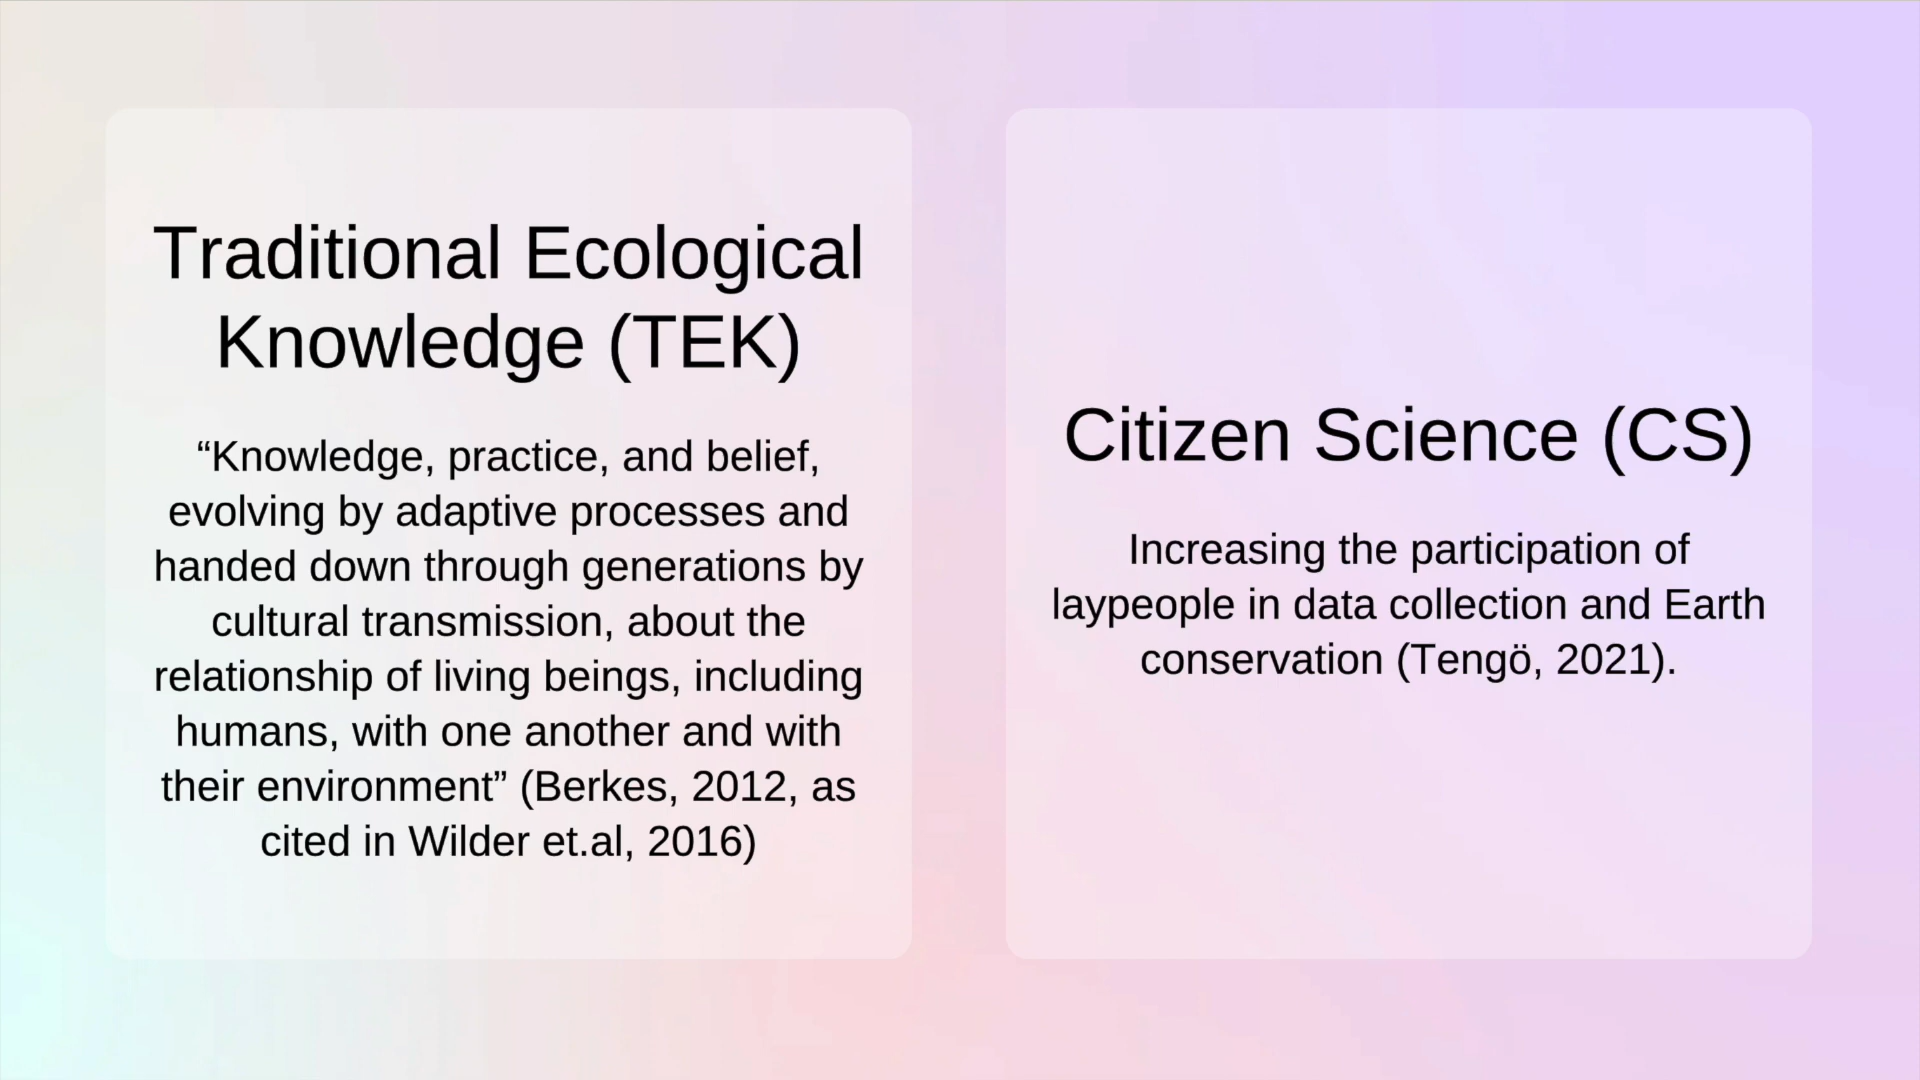 Traditional Ecological
Knowledge (TEK)
“Knowledge, practice, and belief,
evolving by adaptive processes and
handed down through generations by
cultural transmission, about the
relationship of living beings, including
humans, with one another and with
their environment” (Berkes, 2012, as
cited in Wilder et.al, 2016)
Citizen Science (CS)
Increasing the participation of
laypeople in data collection and Earth
conservation (Tengö, 2021).